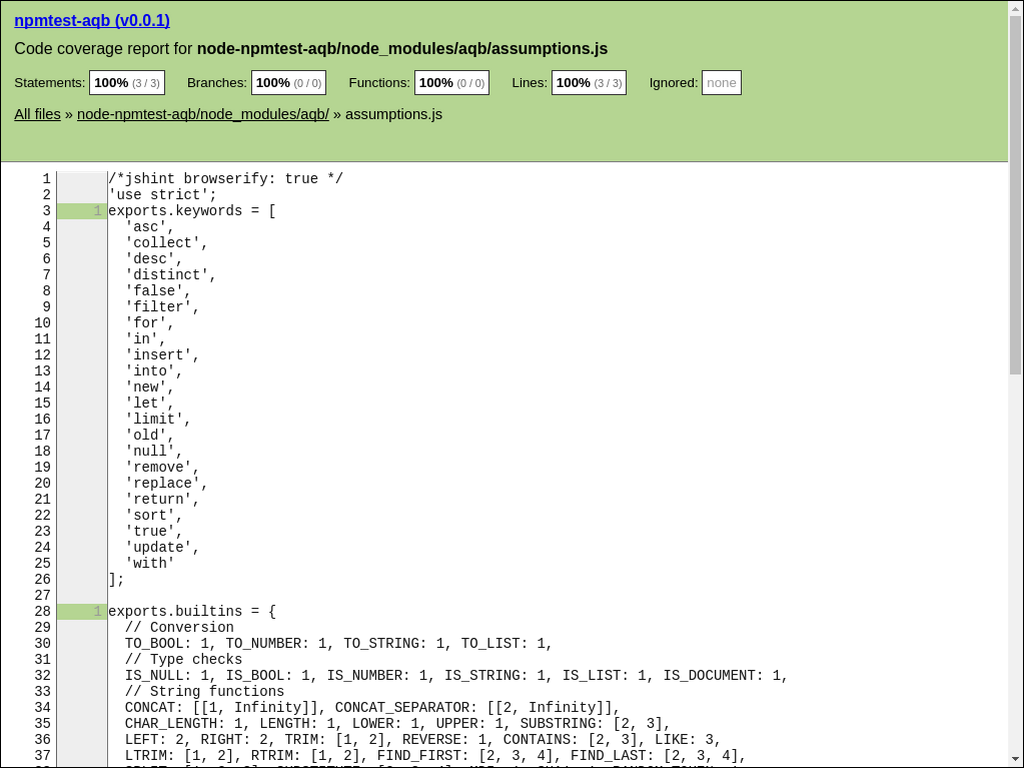 npmtest-aqb (v0.0.1)
Code coverage report for node-npmtest-aqb/node_modules/aqb/assumptions.js
Statements: 100% (3 / 3) Branches: 100% (0 / 0) Functions: 100% (0 / 0) Lines: 100% (3 / 3) Ignored: none
All files » node-npmtest-aqb/node_modules/aqb/ » assumptions.js
1 /*jshint browserify: true */
2 'use strict';
3 1 exports.keywords = [
4 'asc',
5 'collect',
6 'desc',
7 'distinct',
8 'false',
9 'filter',
10 'for',
11 'in',
12 'insert',
13 'into',
14 'new',
15 'let',
16 'limit',
17 'old',
18 'null',
19 'remove',
20 'replace',
21 'return',
22 'sort',
23 'true',
24 'update',
25 'with'
26 ];
27
28 1 exports.builtins = {
29 // Conversion
30 TO_BOOL: 1, TO_NUMBER: 1, TO_STRING: 1, TO_LIST: 1,
31 // Type checks
32 IS_NULL: 1, IS_BOOL: 1, IS_NUMBER: 1, IS_STRING: 1, IS_LIST: 1, IS_DOCUMENT: 1,
33 // String functions
34 CONCAT: [[1, Infinity]], CONCAT_SEPARATOR: [[2, Infinity]],
35 CHAR_LENGTH: 1, LENGTH: 1, LOWER: 1, UPPER: 1, SUBSTRING: [2, 3],
36 LEFT: 2, RIGHT: 2, TRIM: [1, 2], REVERSE: 1, CONTAINS: [2, 3], LIKE: 3,
37 LTRIM: [1, 2], RTRIM: [1, 2], FIND_FIRST: [2, 3, 4], FIND_LAST: [2, 3, 4],